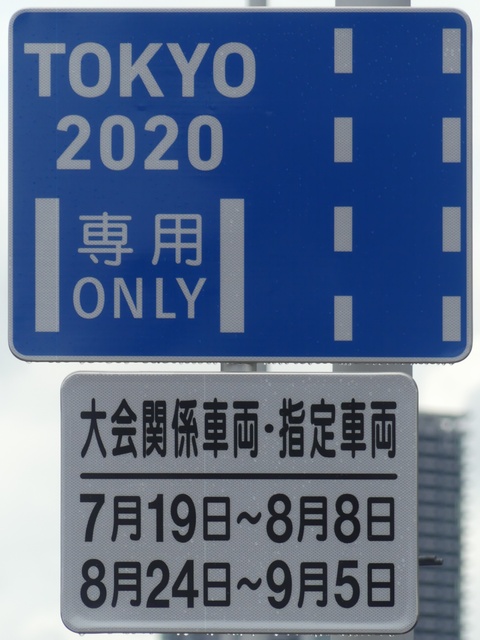 TOKYO
2020
専用
ONLY
大会関係車両・指定車両
7月19日~8月8日
8月24日~9月5日